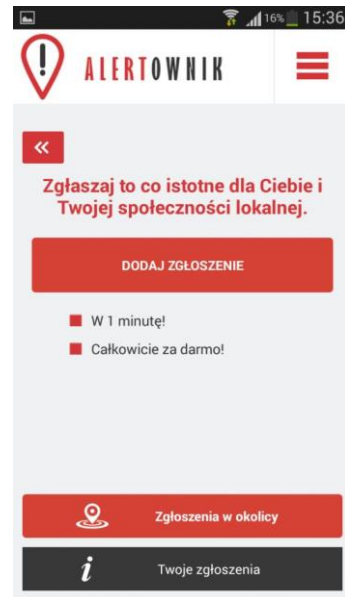 16% 15:36
ALERTOWNIK
Zgłaszaj to co istotne dla Ciebie i
Twojej społeczności lokalnej.
DODAJ ZGŁOSZENIE
W 1 minutę!
Całkowicie za darmo!
Zgłoszenia w okolicy
i Twoje zgłoszenia